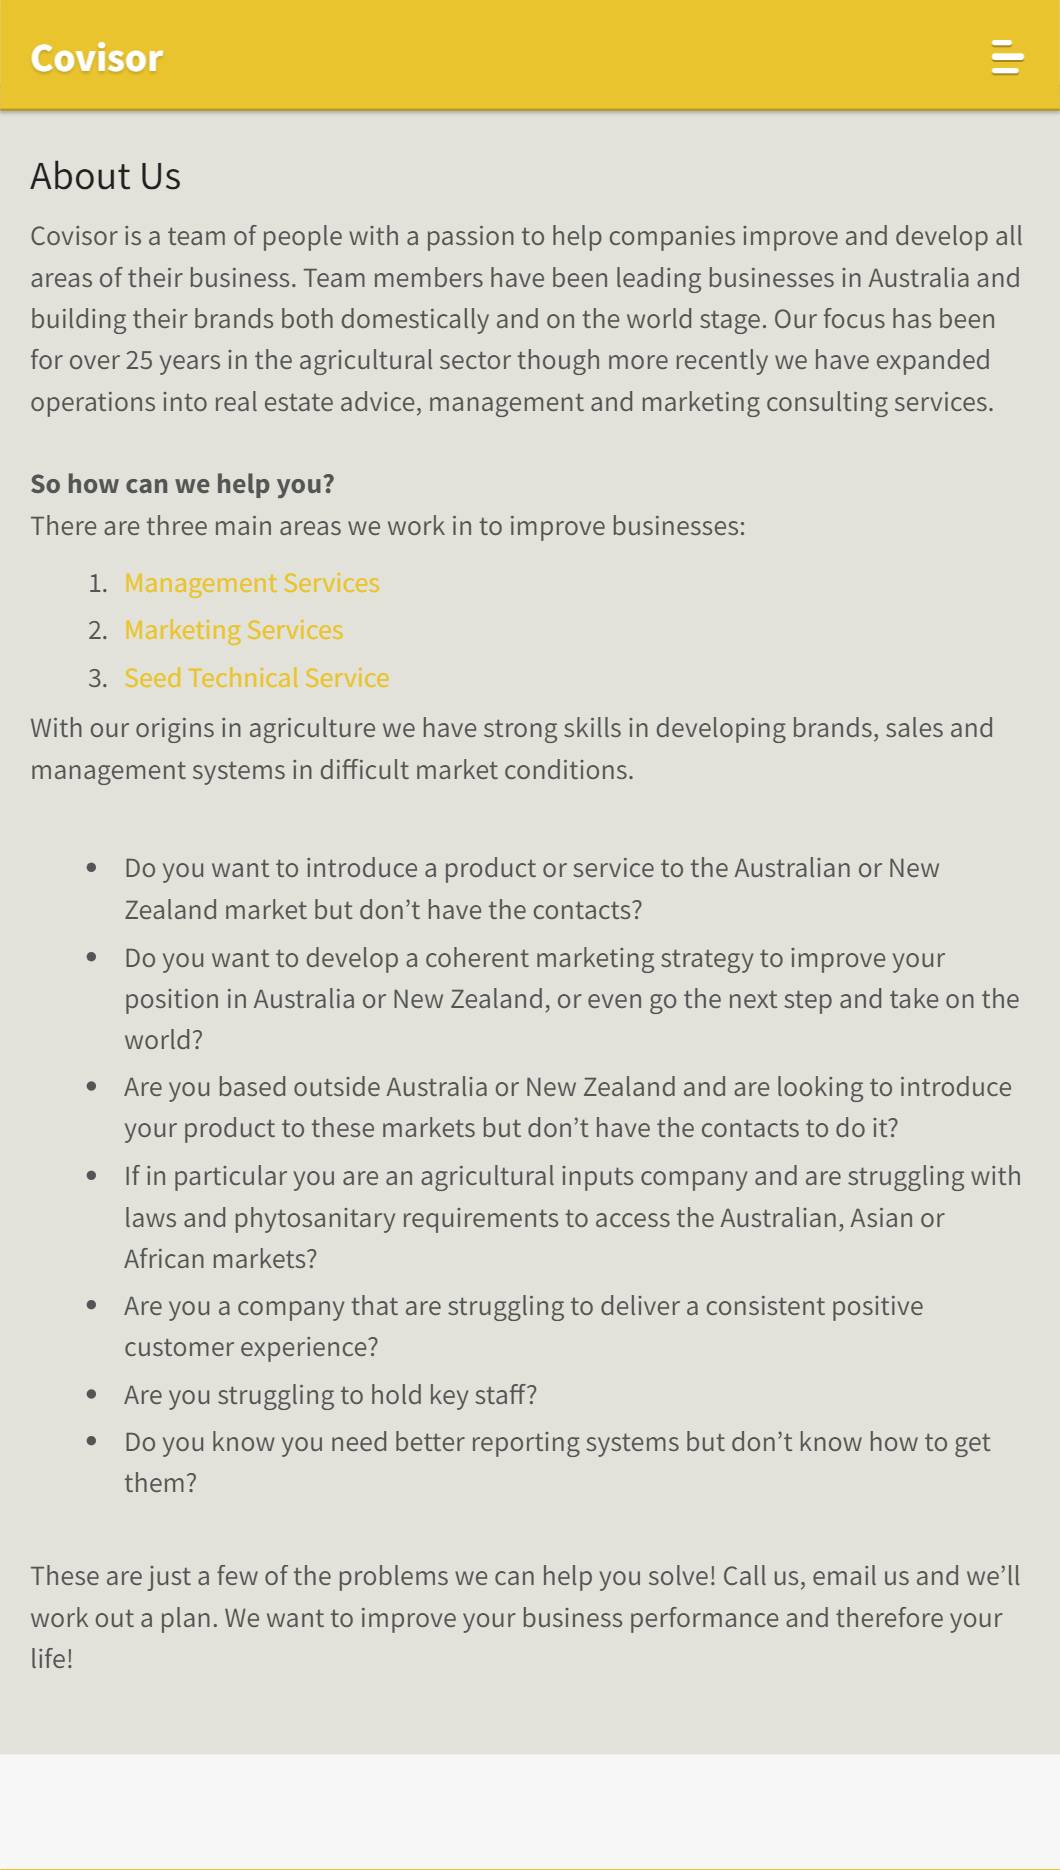 Covisor
About Us
Covisor is a team of people with a passion to help companies improve and develop all
areas of their business. Team members have been leading businesses in Australia and
building their brands both domestically and on the world stage. Our focus has been
for over 25 years in the agricultural sector though more recently we have expanded
operations into real estate advice, management and marketing consulting services.
So how can we help you?
There are three main areas we work in to improve businesses:
1. Management Services
2. Marketing Services
3. Seed Technical Service
With our origins in agriculture we have strong skills in developing brands, sales and
management systems in difficult market conditions.
• Do you want to introduce a product or service to the Australian or New
Zealand market but don’t have the contacts?
• Do you want to develop a coherent marketing strategy to improve your
position in Australia or New Zealand, or even go the next step and take on the
world?
• Are you based outside Australia or New Zealand and are looking to introduce
your product to these markets but don’t have the contacts to do it?
• If in particular you are an agricultural inputs company and are struggling with
laws and phytosanitary requirements to access the Australian, Asian or
African markets?
• Are you a company that are struggling to deliver a consistent positive
customer experience?
• Are you struggling to hold key staff?
• Do you know you need better reporting systems but don’t know how to get
them?
These are just a few of the problems we can help you solve! Call us, email us and we’ll
work out a plan. We want to improve your business performance and therefore your
life!